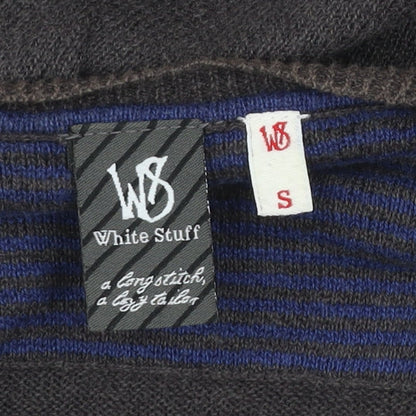 WS
White Stuff
a long stitch,
a lazy tailor
WS
S